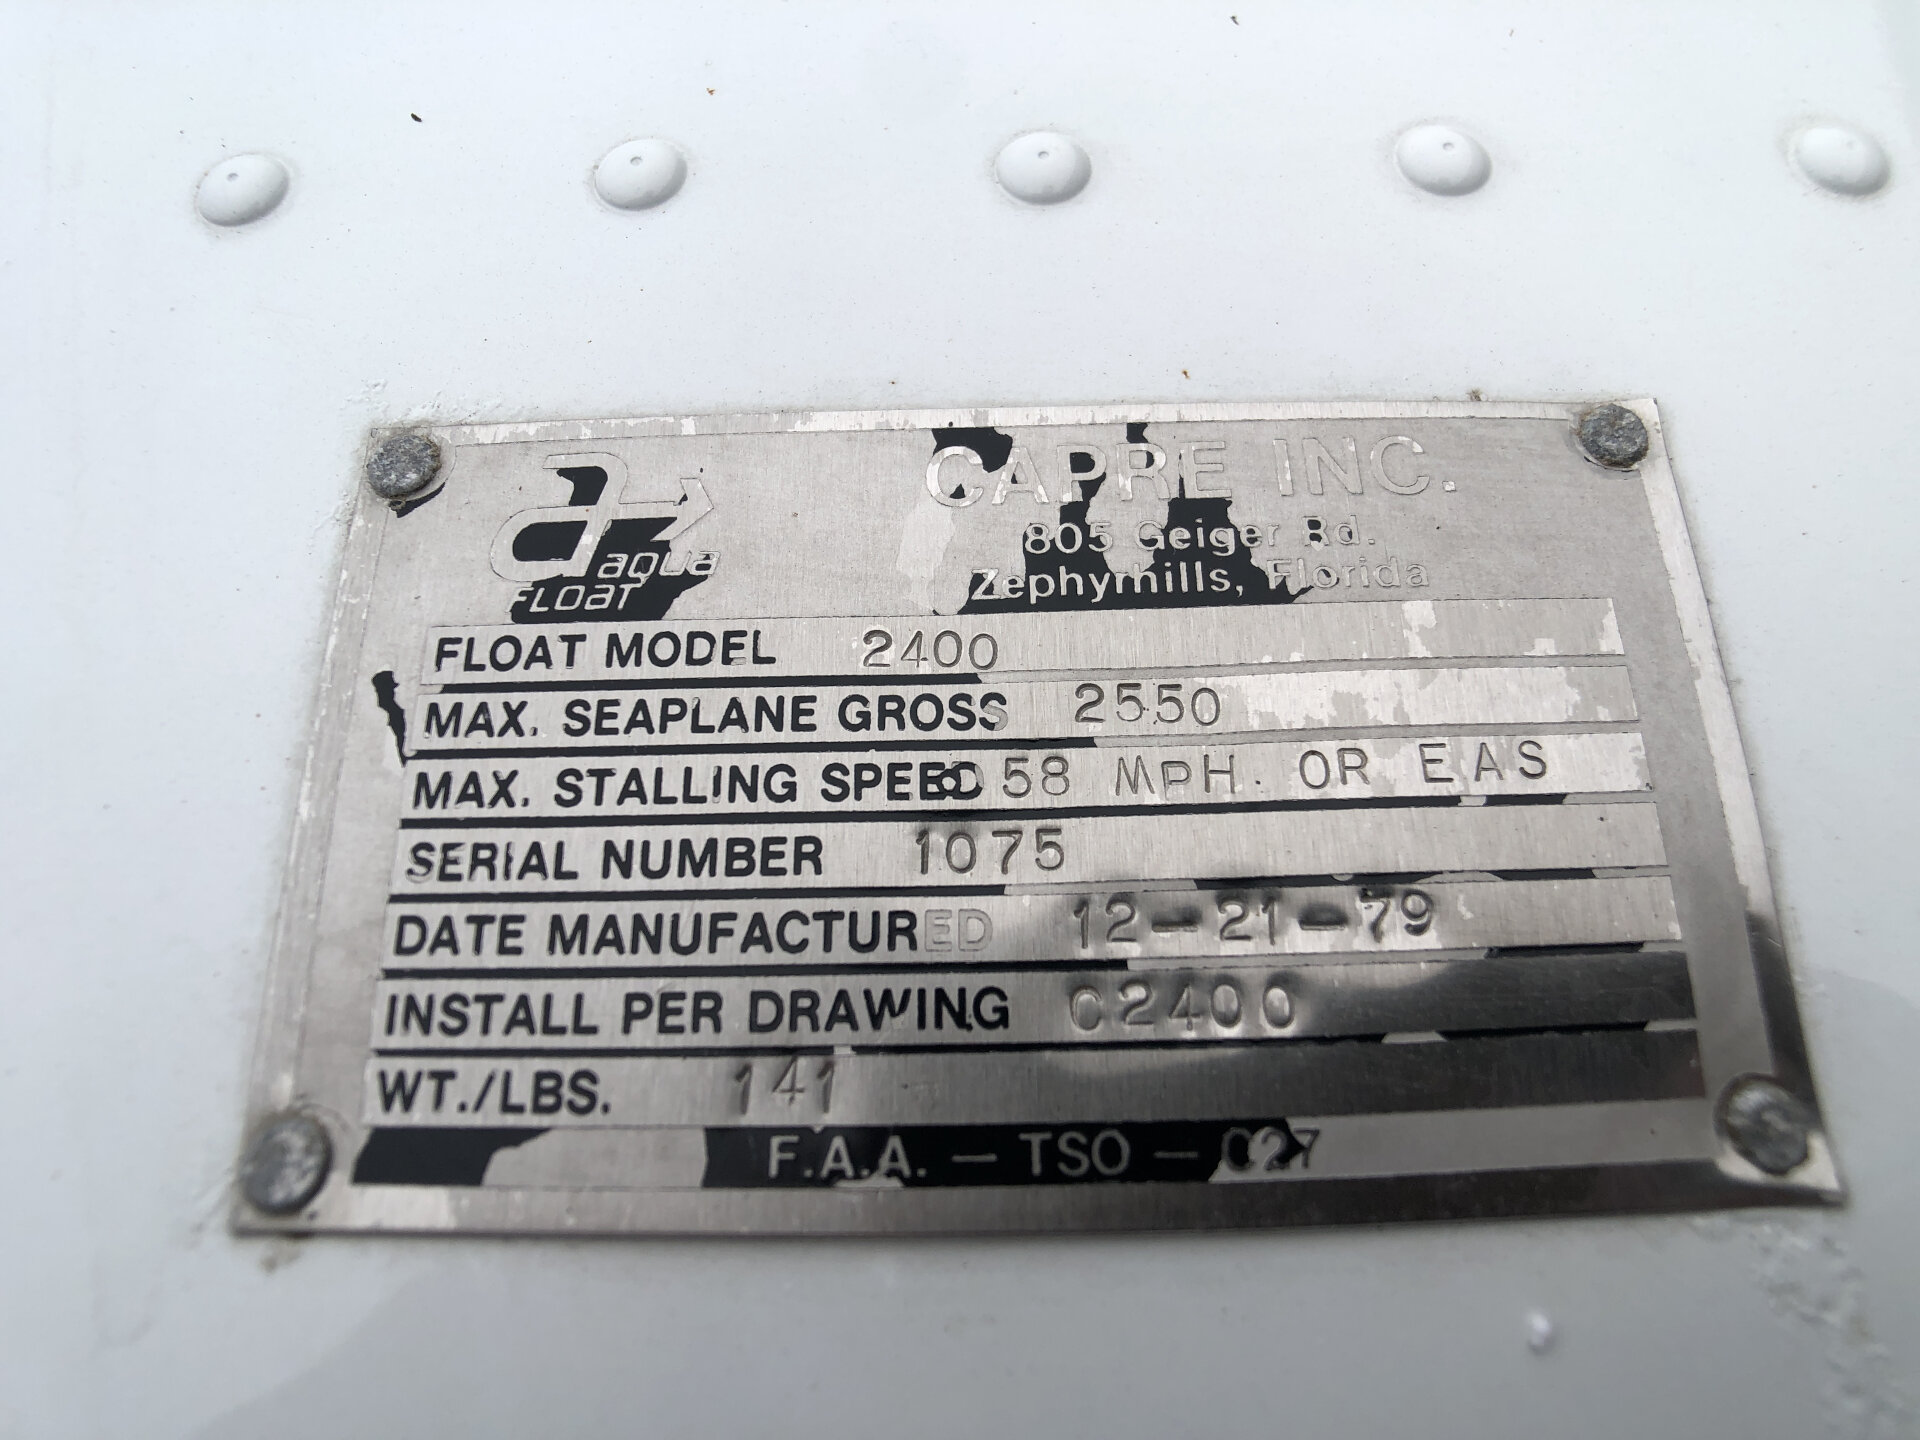 aqua
FLOAT
CAPRE INC.
805 Geiger Rd.
Zephyrhills, Florida
FLOAT MODEL 2400
MAX. SEAPLANE GROSS 2550
MAX. STALLING SPEED 58 MPH. OR EAS
SERIAL NUMBER 1075
DATE MANUFACTURED 12-21-79
INSTALL PER DRAWING C2400
WT./LBS. 141
F.A.A. — TSO — C27